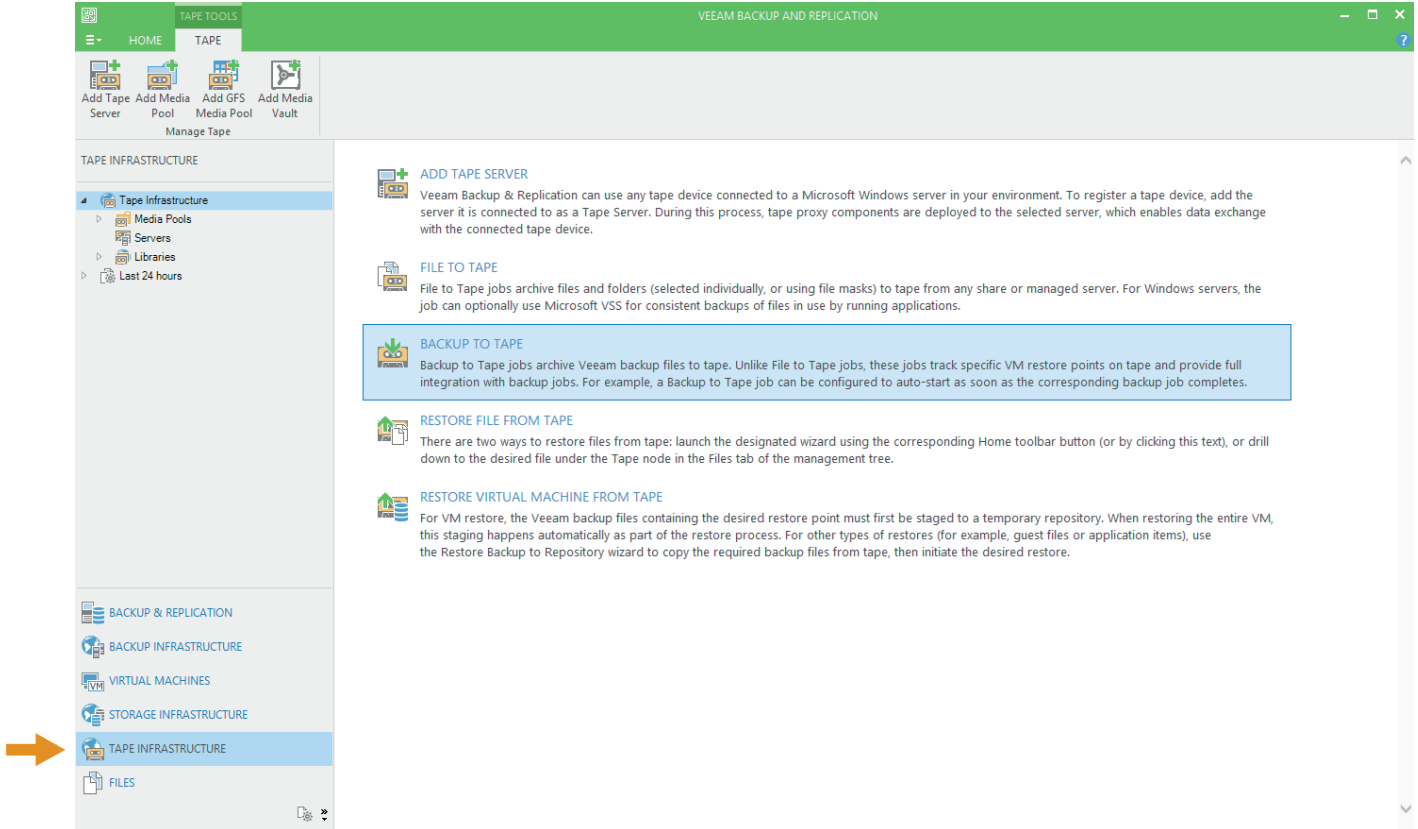 TAPE TOOLS
VEEAM BACKUP AND REPLICATION
HOME
TAPE
?
Add Tape
Server
Add Media
Pool
Add GFS
Media Pool
Add Media
Vault
Manage Tape
TAPE INFRASTRUCTURE
Tape Infrastructure
Media Pools
Servers
Libraries
Last 24 hours
BACKUP & REPLICATION
BACKUP INFRASTRUCTURE
VM
VIRTUAL MACHINES
STORAGE INFRASTRUCTURE
TAPE INFRASTRUCTURE
FILES
ADD TAPE SERVER
Veeam Backup & Replication can use any tape device connected to a Microsoft Windows server in your environment. To register a tape device, add the
server it is connected to as a Tape Server. During this process, tape proxy components are deployed to the selected server, which enables data exchange
with the connected tape device.
FILE TO TAPE
File to Tape jobs archive files and folders (selected individually, or using file masks) to tape from any share or managed server. For Windows servers, the
job can optionally use Microsoft VSS for consistent backups of files in use by running applications.
BACKUP TO TAPE
Backup to Tape jobs archive Veeam backup files to tape. Unlike File to Tape jobs, these jobs track specific VM restore points on tape and provide full
integration with backup jobs. For example, a Backup to Tape job can be configured to auto-start as soon as the corresponding backup job completes.
RESTORE FILE FROM TAPE
There are two ways to restore files from tape: launch the designated wizard using the corresponding Home toolbar button (or by clicking this text), or drill
down to the desired file under the Tape node in the Files tab of the management tree.
RESTORE VIRTUAL MACHINE FROM TAPE
For VM restore, the Veeam backup files containing the desired restore point must first be staged to a temporary repository. When restoring the entire VM,
this staging happens automatically as part of the restore process. For other types of restores (for example, guest files or application items), use
the Restore Backup to Repository wizard to copy the required backup files from tape, then initiate the desired restore.